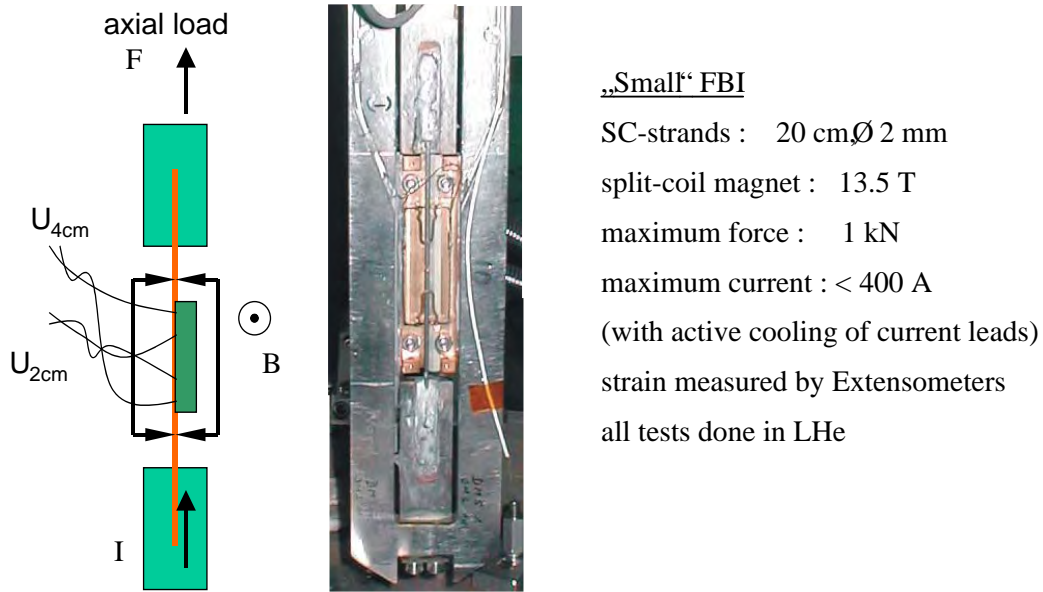 axial load
F
U4cm
U2cm
B
I
(-)
„Small“ FBI
SC-strands : 20 cm,Ø 2 mm
split-coil magnet : 13.5 T
maximum force : 1 kN
maximum current : < 400 A
(with active cooling of current leads)
strain measured by Extensometers
all tests done in LHe